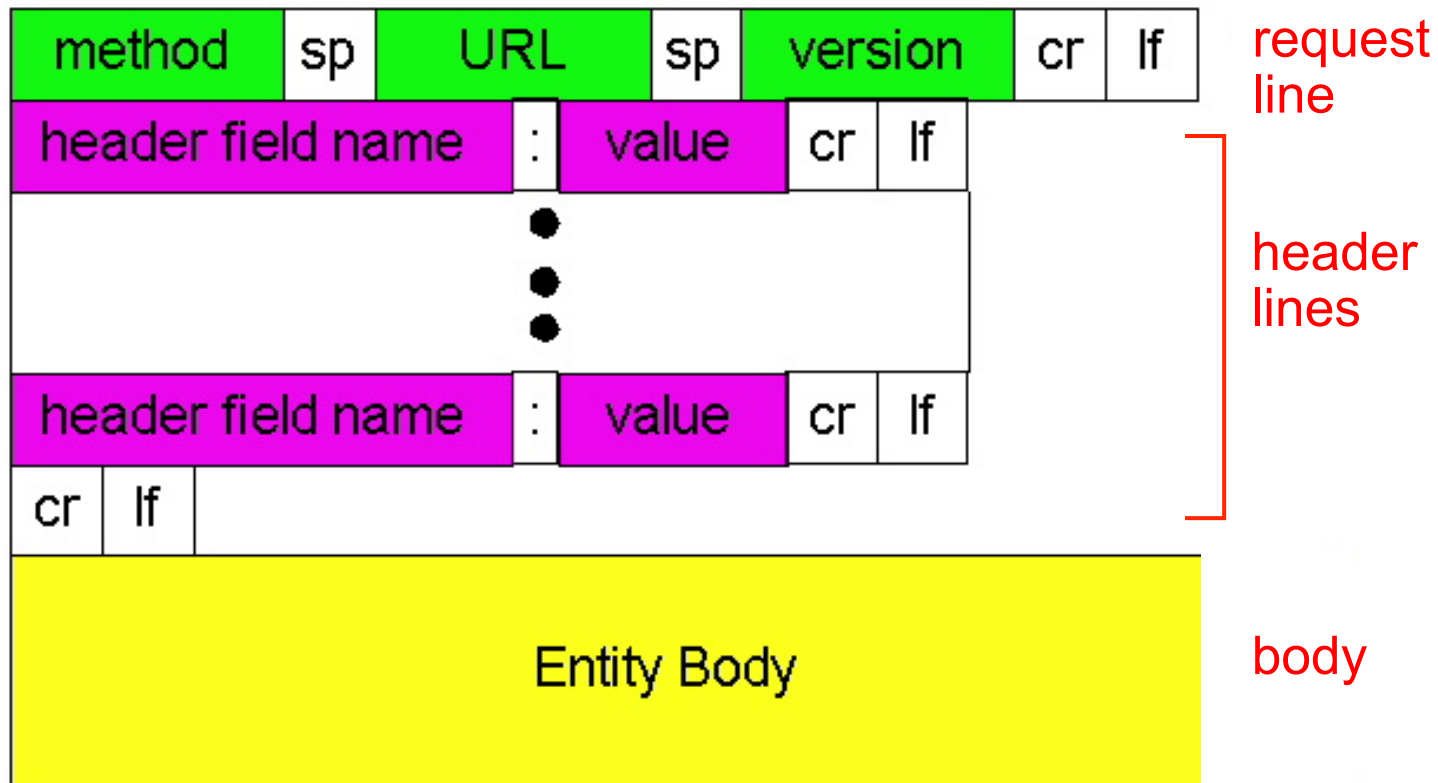 method sp URL sp version cr lf
request
line
header field name : value cr lf
header
lines
header field name : value cr lf
cr lf
Entity Body
body